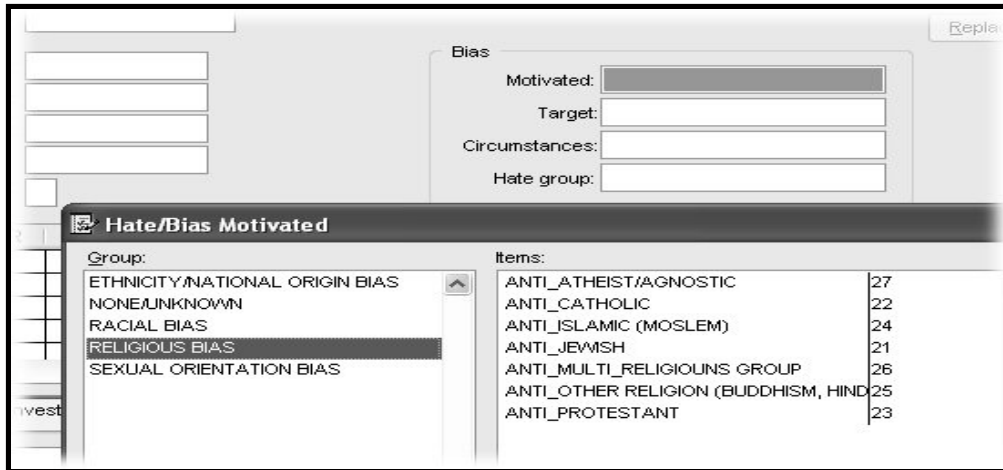 Repla
Bias
Motivated:
Target:
Circumstances:
Hate group:
Hate/Bias Motivated
Group:
ETHNICITY/NATIONAL ORIGIN BIAS
NONE/UNKNOWN
RACIAL BIAS
RELIGIOUS BIAS
SEXUAL ORIENTATION BIAS
Items:
ANTI_ATHEIST/AGNOSTIC 27
ANTI_CATHOLIC 22
ANTI_ISLAMIC (MOSLEM) 24
ANTI_JEWISH 21
ANTI_MULTI_RELIGIOUNS GROUP 26
ANTI_OTHER RELIGION (BUDDHISM, HIND 25
ANTI_PROTESTANT 23
nvest